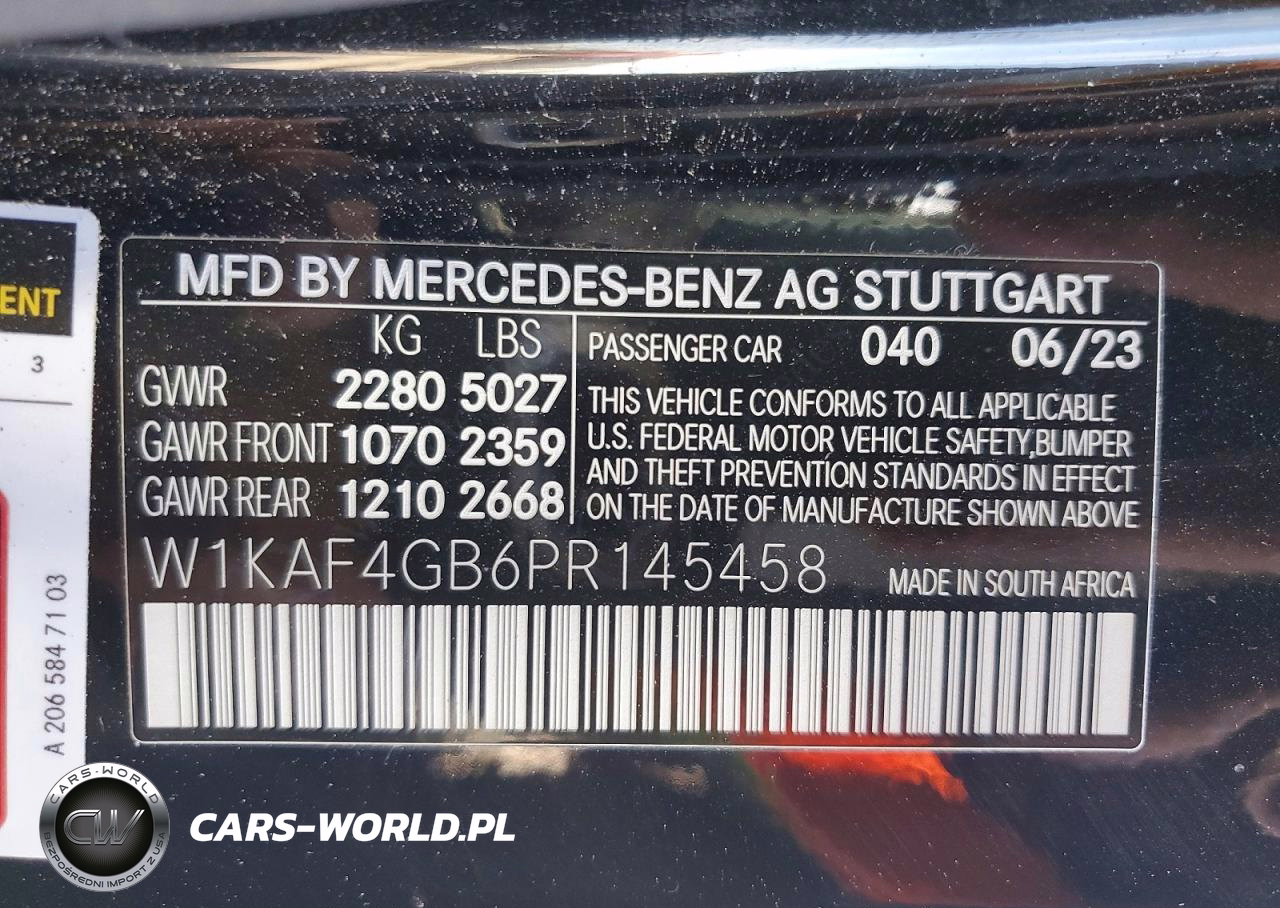 MFD BY MERCEDES-BENZ AG STUTTGART
KG LBS
GVWR 2280 5027
GAWR FRONT 1070 2359
GAWR REAR 1210 2668
PASSENGER CAR 040 06/23
THIS VEHICLE CONFORMS TO ALL APPLICABLE
U.S. FEDERAL MOTOR VEHICLE SAFETY, BUMPER
AND THEFT PREVENTION STANDARDS IN EFFECT
ON THE DATE OF MANUFACTURE SHOWN ABOVE
W1KAF4GB6PR145458
MADE IN SOUTH AFRICA
ENT
3
A 206 584 71 03
CARS-WORLD
CW
BEZPOŚREDNI IMPORT Z USA
CARS-WORLD.PL